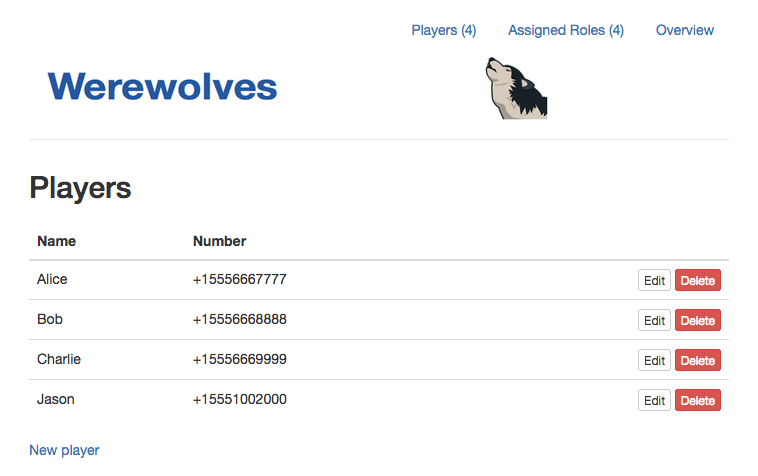 Players (4) Assigned Roles (4) Overview
Werewolves
Players
Name Number
Alice +15556667777 Edit Delete
Bob +15556668888 Edit Delete
Charlie +15556669999 Edit Delete
Jason +15551002000 Edit Delete
New player